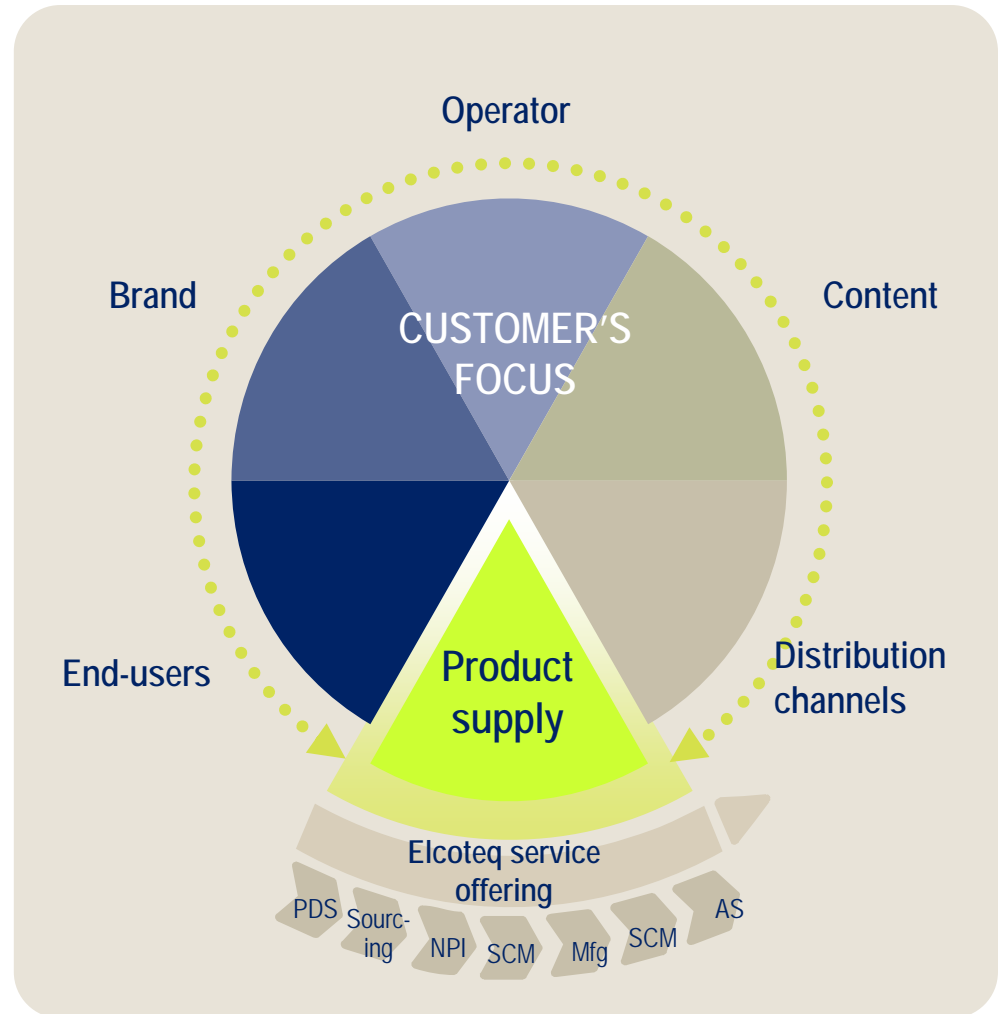 Operator
Brand
Content
CUSTOMER'S
FOCUS
End-users
Product
supply
Distribution
channels
Elcoteq service
offering
PDS
Sourc-
ing
NPI
SCM
Mfg
SCM
AS